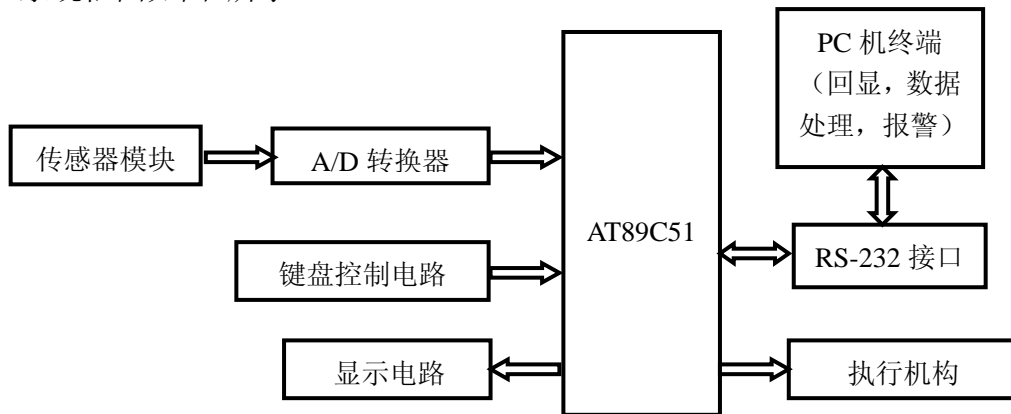 PC 机终端
（回显，数据
处理，报警）
传感器模块
A/D 转换器
AT89C51
键盘控制电路
RS-232 接口
显示电路
执行机构